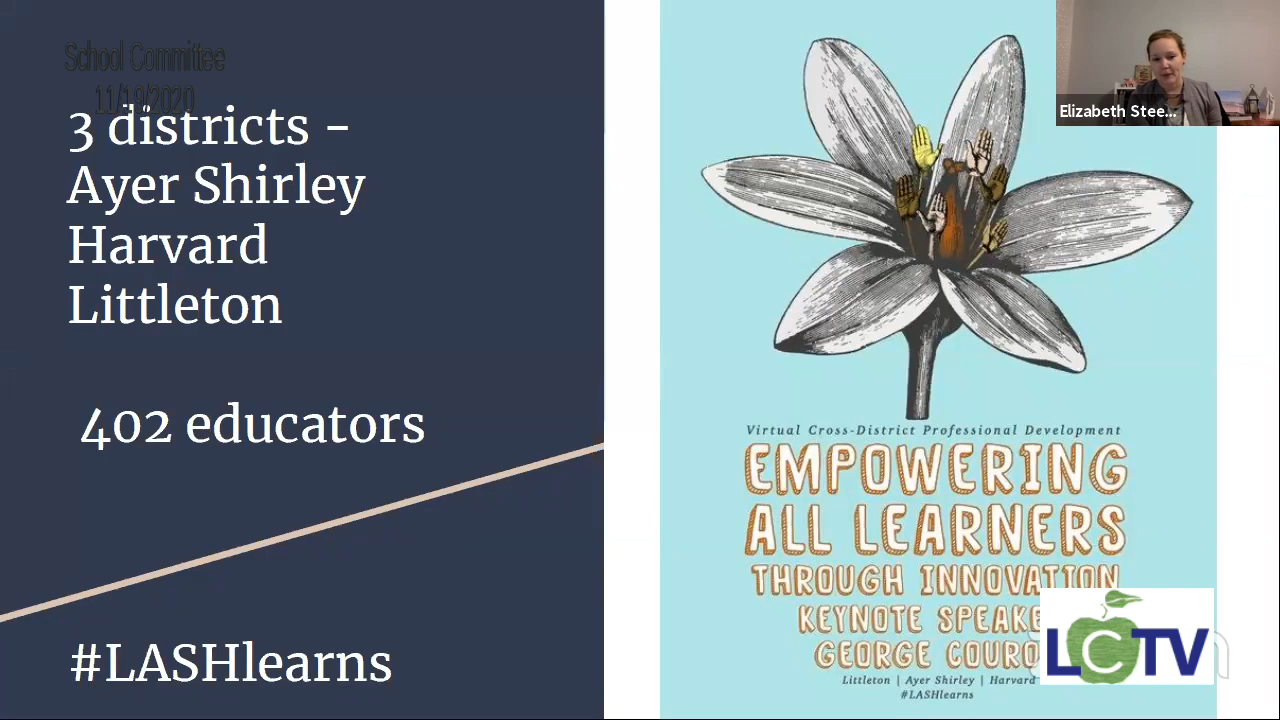 School Committee
11/19/2020
3 districts -
Ayer Shirley
Harvard
Littleton
402 educators
#LASHlearns
Elizabeth Stee...
Virtual Cross-District Professional Development
EMPOWERING
ALL LEARNERS
THROUGH INNOVATION
KEYNOTE SPEAKE
GEORGE COURO
Littleton | Ayer Shirley | Harvard
#LASHlearns
LCTV